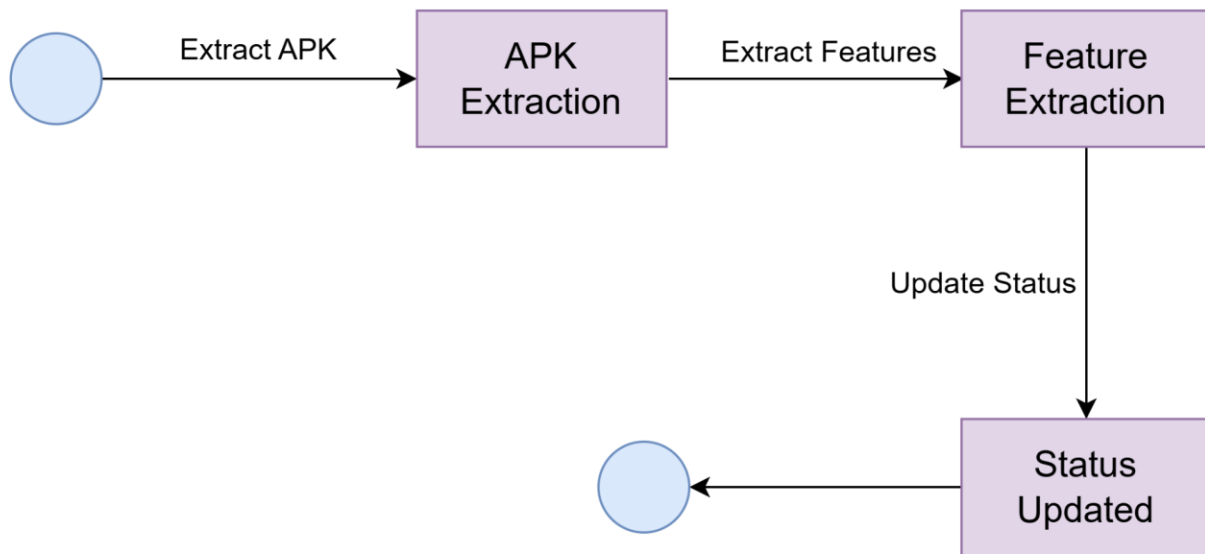 Extract APK
APK
Extraction
Extract Features
Feature
Extraction
Update Status
Status
Updated